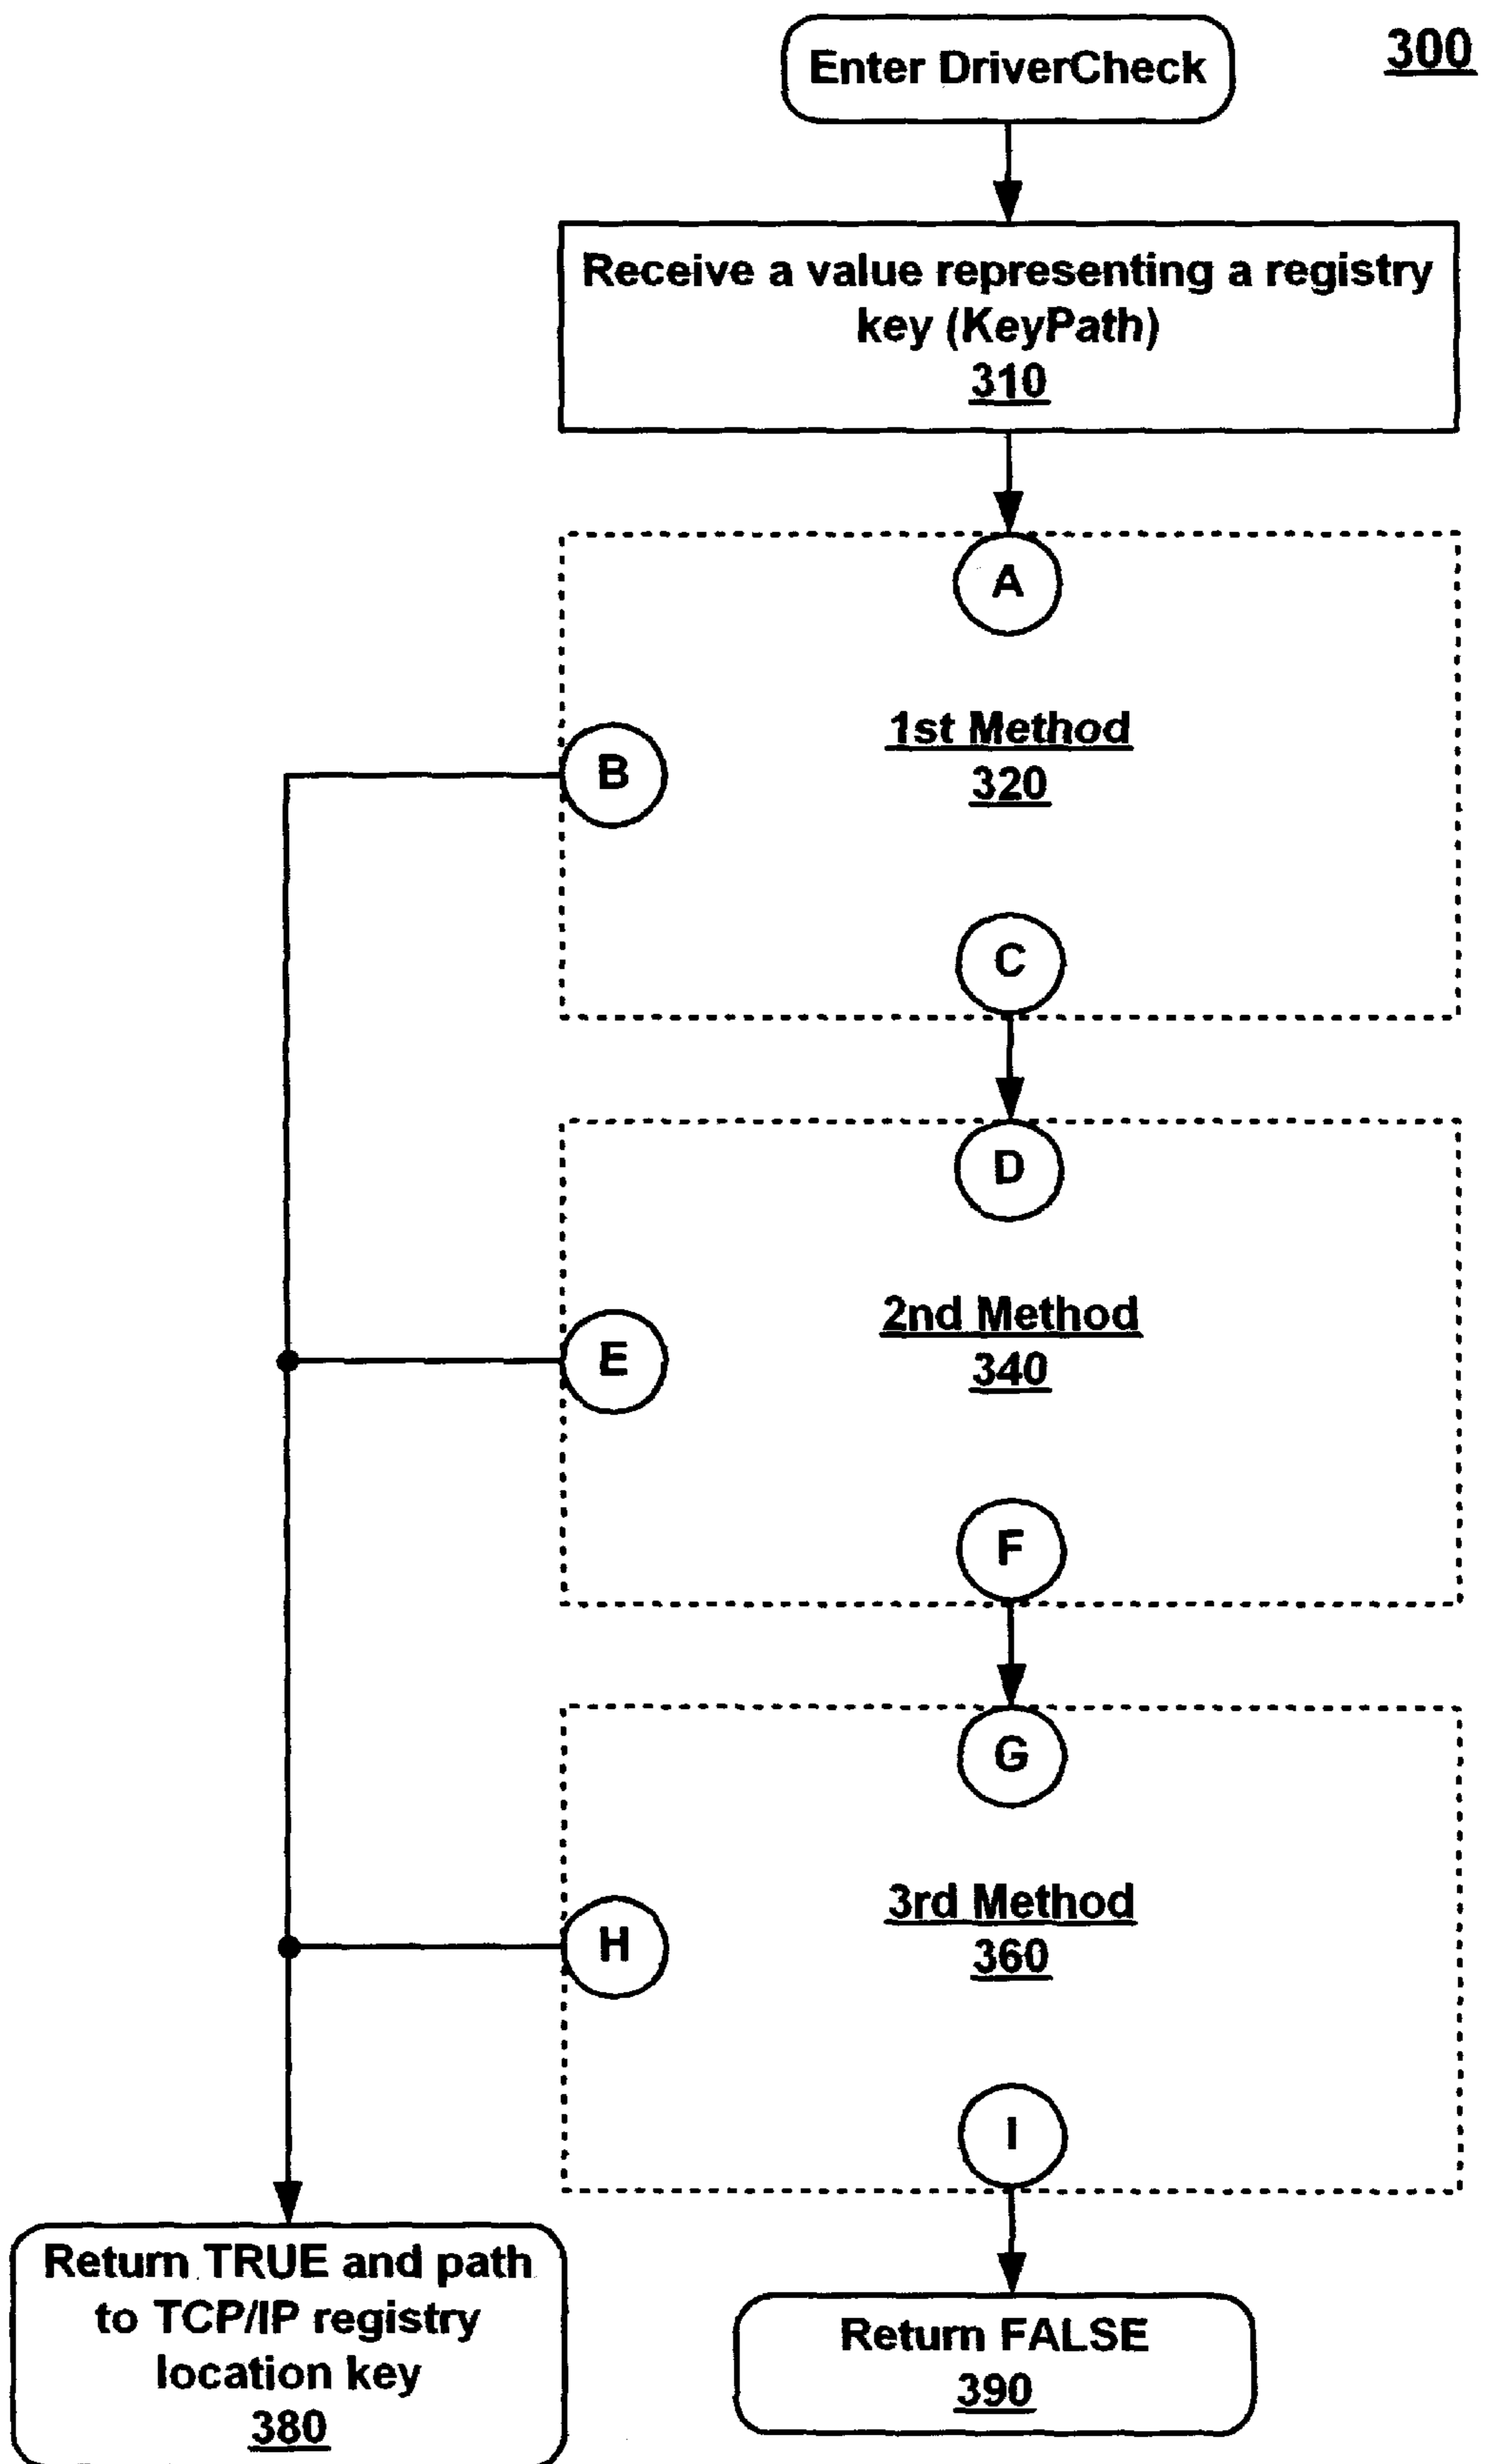 Enter DriverCheck
300
Receive a value representing a registry
key (KeyPath)
310
A
1st Method
320
B
C
D
2nd Method
340
E
F
G
3rd Method
360
H
I
Return TRUE and path
to TCP/IP registry
location key
380
Return FALSE
390